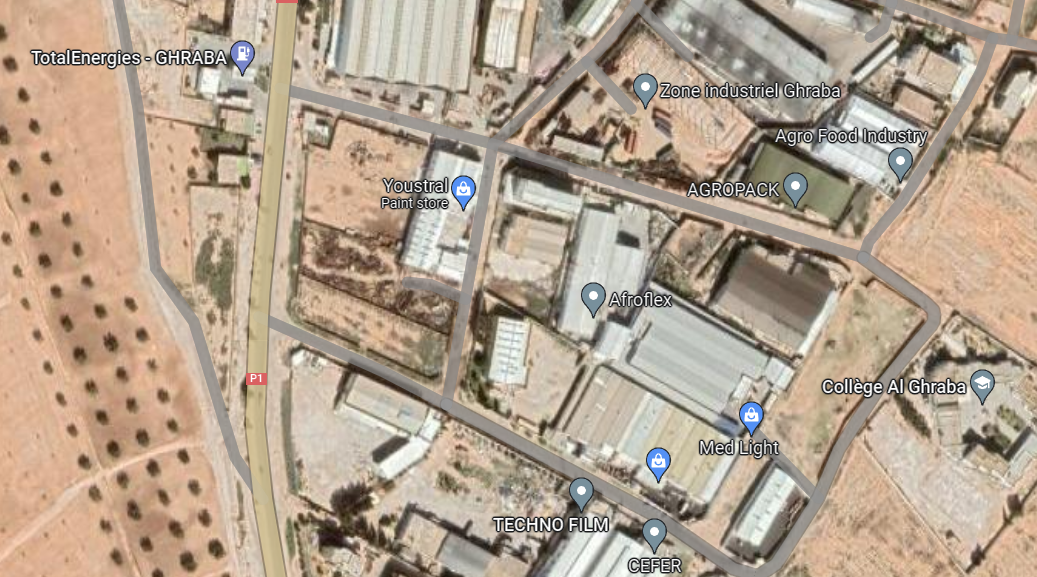 TotalEnergies - GHRABA
Zone industriel Ghraba
Agro Food Industry
Youstral
Paint store
AGROPACK
Afroflex
P1
Collège Al Ghraba
Med Light
TECHNO FILM
CEFER